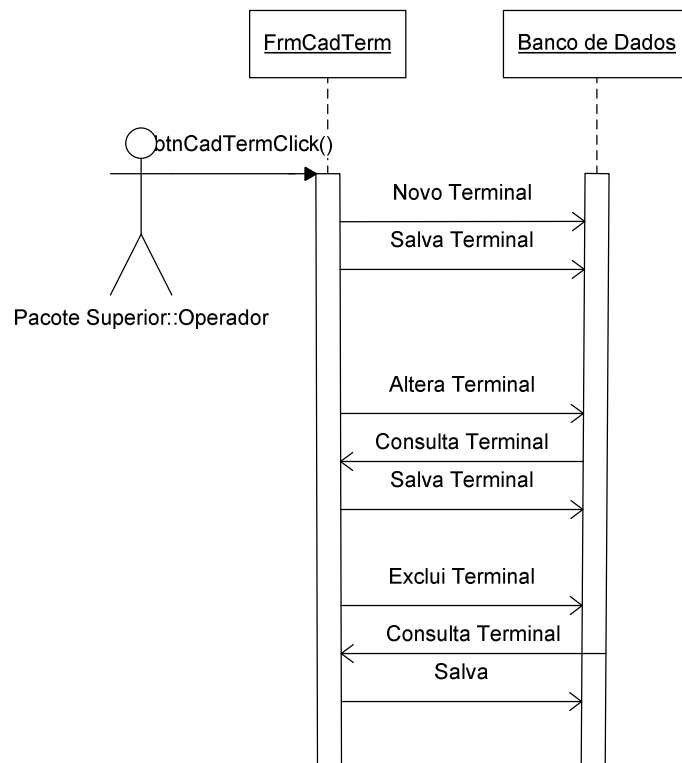 FrmCadTerm
Banco de Dados
btnCadTermClick()
Novo Terminal
Salva Terminal
Pacote Superior::Operador
Altera Terminal
Consulta Terminal
Salva Terminal
Exclui Terminal
Consulta Terminal
Salva